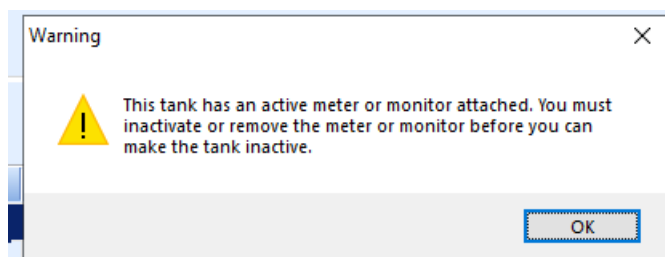 Warning
This tank has an active meter or monitor attached. You must
inactivate or remove the meter or monitor before you can
make the tank inactive.
OK